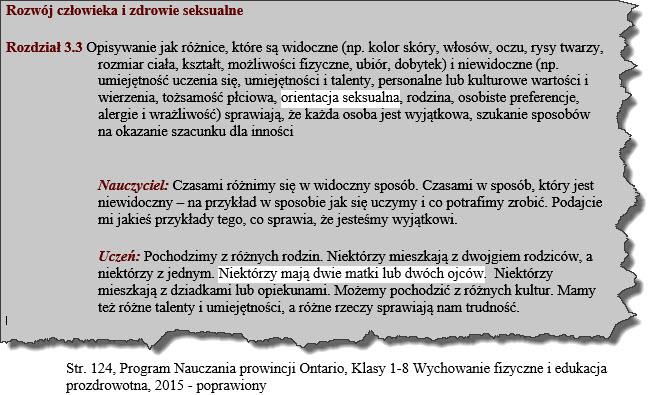 Rozwój człowieka i zdrowie seksualne
Rozdział 3.3 Opisywanie jak różnice, które są widoczne (np. kolor skóry, włosów, oczu, rysy twarzy,
rozmiar ciała, kształt, możliwości fizyczne, ubiór, dobytek) i niewidoczne (np.
umiejętność uczenia się, umiejętności i talenty, personalne lub kulturowe wartości i
wierzenia, tożsamość płciowa, orientacja seksualna, rodzina, osobiste preferencje,
alergie i wrażliwość) sprawiają, że każda osoba jest wyjątkowa, szukanie sposobów
na okazanie szacunku dla inności
Nauczyciel: Czasami różnimy się w widoczny sposób. Czasami w sposób, który jest
niewidoczny – na przykład w sposobie jak się uczymy i co potrafimy zrobić. Podajcie
mi jakieś przykłady tego, co sprawia, że jesteśmy wyjątkowi.
Uczeń: Pochodzimy z różnych rodzin. Niektórzy mieszkają z dwojgiem rodziców, a
niektórzy z jednym. Niektórzy mają dwie matki lub dwóch ojców. Niektórzy
mieszkają z dziadkami lub opiekunami. Możemy pochodzić z różnych kultur. Mamy
też różne talenty i umiejętności, a różne rzeczy sprawiają nam trudność.
Str. 124, Program Nauczania prowincji Ontario, Klasy 1-8 Wychowanie fizyczne i edukacja
prozdrowotna, 2015 - poprawiony